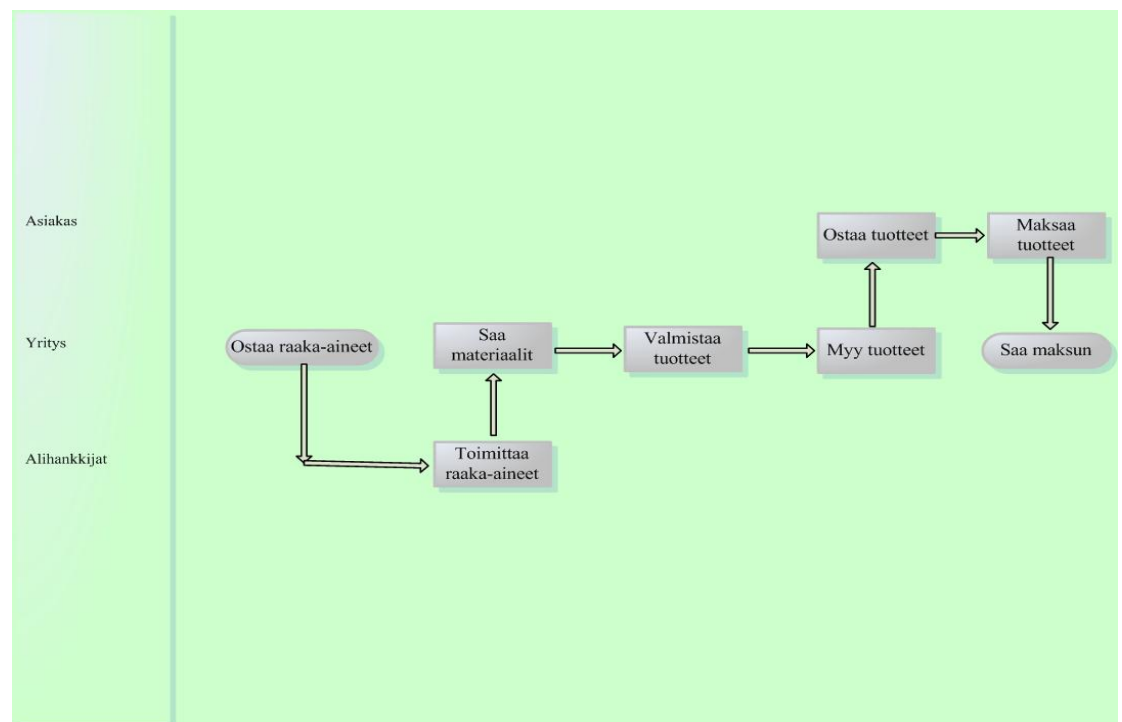 Asiakas
Ostaa tuotteet
Maksaa
tuotteet
Yritys
Ostaa raaka-aineet
Saa
materiaalit
Valmistaa
tuotteet
Myy tuotteet
Saa maksun
Alihankkijat
Toimittaa
raaka-aineet